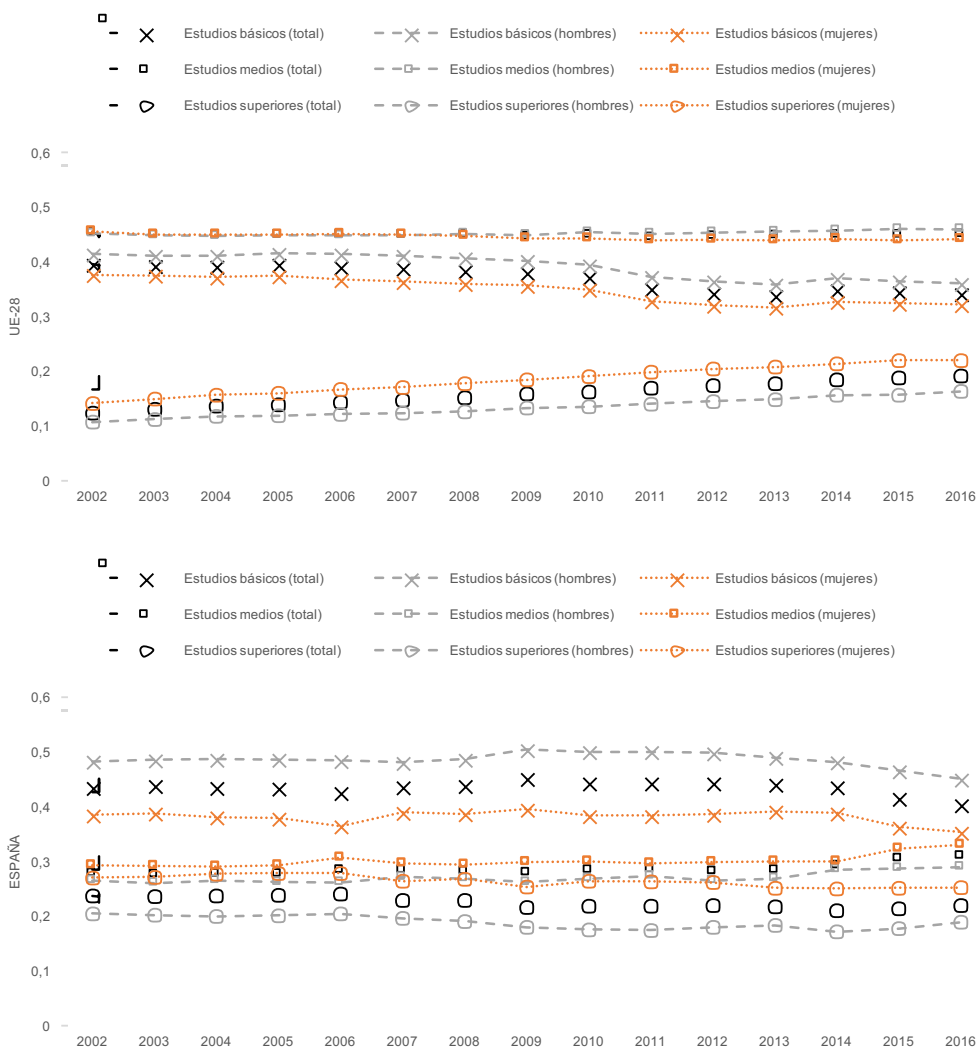 Estudios básicos (total) Estudios básicos (hombres) Estudios básicos (mujeres)
Estudios medios (total) Estudios medios (hombres) Estudios medios (mujeres)
Estudios superiores (total) Estudios superiores (hombres) Estudios superiores (mujeres)
UE-28
0,6
0,5
0,4
0,3
0,2
0,1
0
2002 2003 2004 2005 2006 2007 2008 2009 2010 2011 2012 2013 2014 2015 2016
Estudios básicos (total) Estudios básicos (hombres) Estudios básicos (mujeres)
Estudios medios (total) Estudios medios (hombres) Estudios medios (mujeres)
Estudios superiores (total) Estudios superiores (hombres) Estudios superiores (mujeres)
ESPAÑA
0,6
0,5
0,4
0,3
0,2
0,1
0
2002 2003 2004 2005 2006 2007 2008 2009 2010 2011 2012 2013 2014 2015 2016